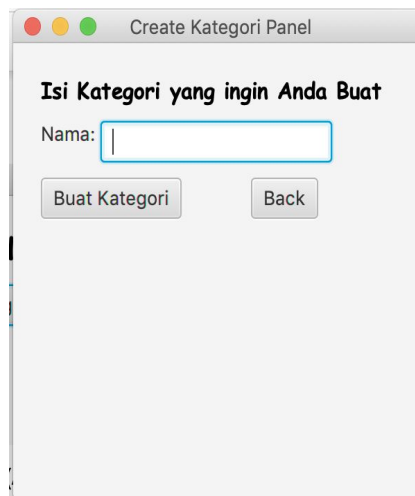 Create Kategori Panel
Isi Kategori yang ingin Anda Buat
Nama:
Buat Kategori Back